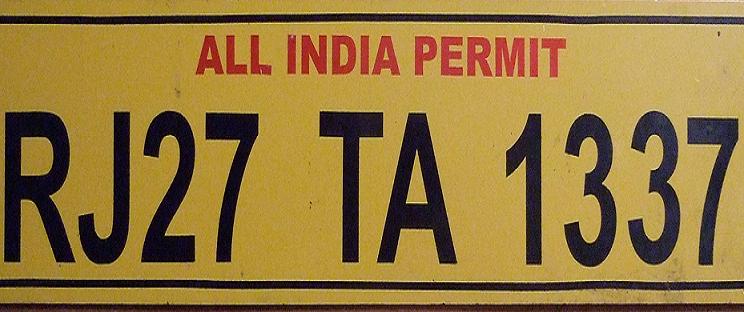 ALL INDIA PERMIT
RJ27 TA 1337